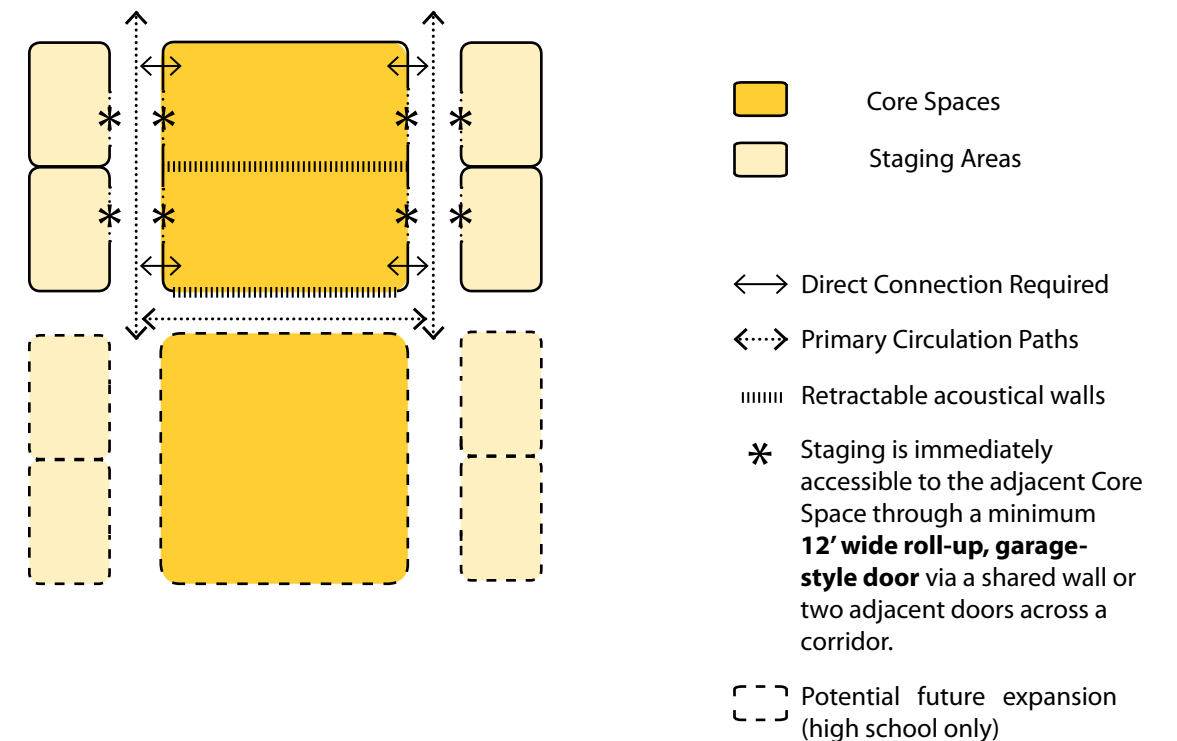 Core Spaces
Staging Areas
Direct Connection Required
Primary Circulation Paths
Retractable acoustical walls
Staging is immediately
accessible to the adjacent Core
Space through a minimum
12’ wide roll-up, garage-
style door via a shared wall or
two adjacent doors across a
corridor.
Potential future expansion
(high school only)